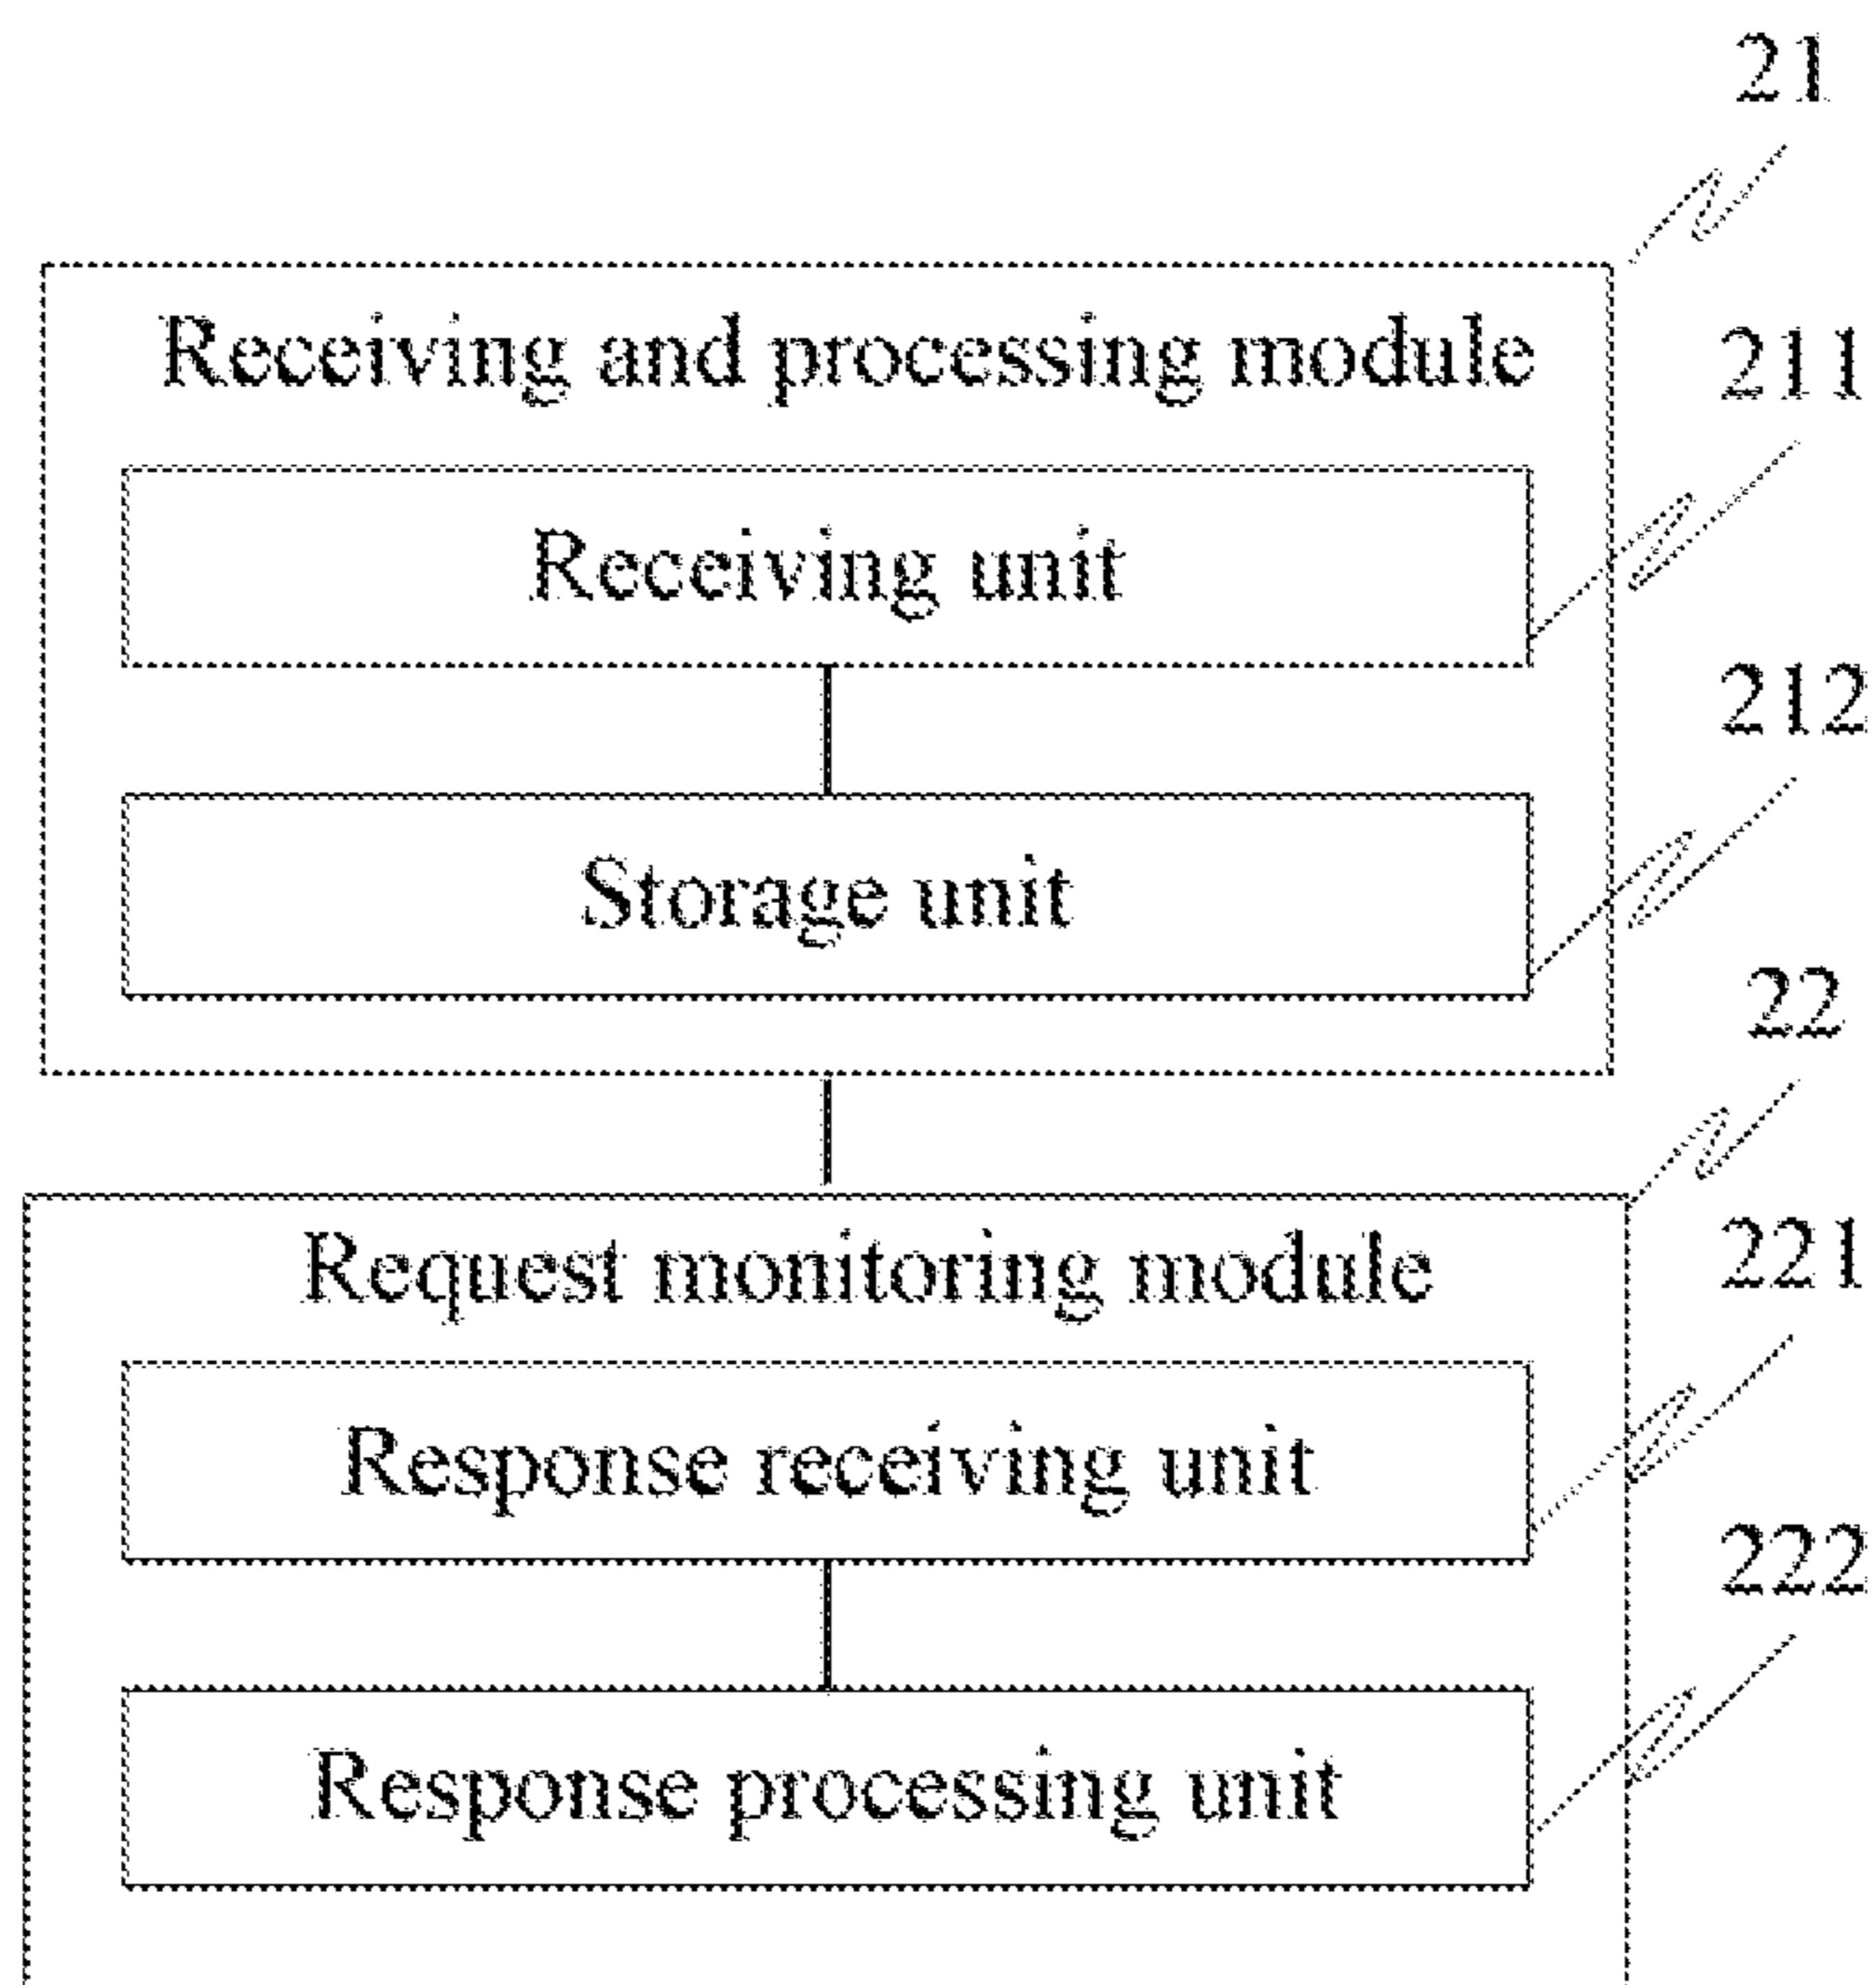 21
Receiving and processing module
211
Receiving unit
212
Storage unit
22
Request monitoring module
221
Response receiving unit
222
Response processing unit